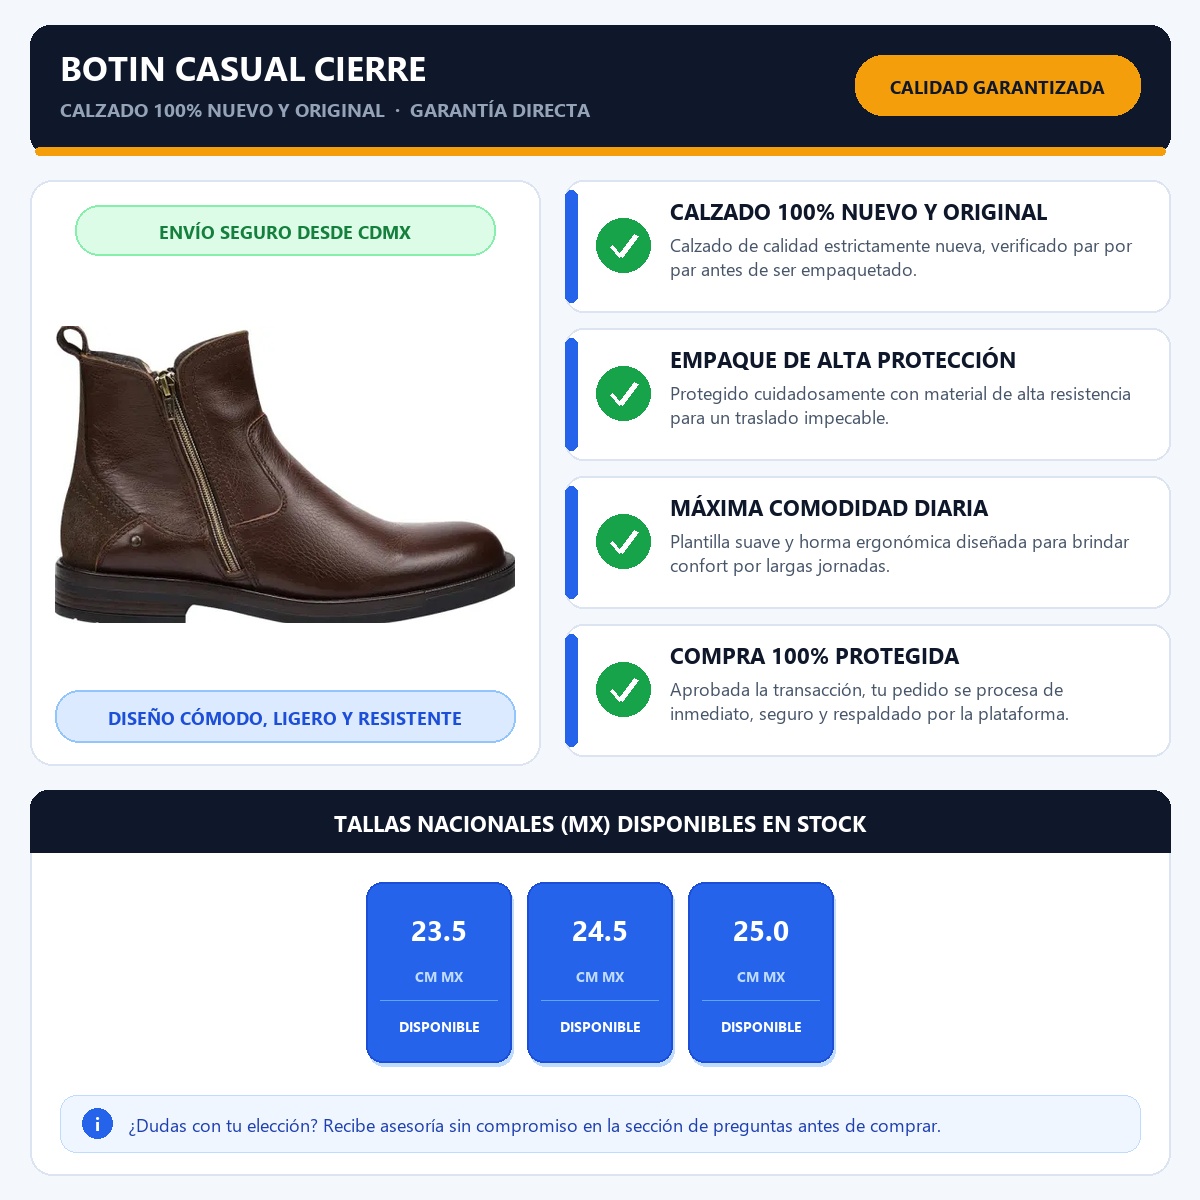 BOTIN CASUAL CIERRE
CALZADO 100% NUEVO Y ORIGINAL · GARANTÍA DIRECTA
CALIDAD GARANTIZADA
ENVÍO SEGURO DESDE CDMX
DISEÑO CÓMODO, LIGERO Y RESISTENTE
CALZADO 100% NUEVO Y ORIGINAL
Calzado de calidad estrictamente nueva, verificado par por
par antes de ser empaquetado.
EMPAQUE DE ALTA PROTECCIÓN
Protegido cuidadosamente con material de alta resistencia
para un traslado impecable.
MÁXIMA COMODIDAD DIARIA
Plantilla suave y horma ergonómica diseñada para brindar
confort por largas jornadas.
COMPRA 100% PROTEGIDA
Aprobada la transacción, tu pedido se procesa de
inmediato, seguro y respaldado por la plataforma.
TALLAS NACIONALES (MX) DISPONIBLES EN STOCK
23.5
CM MX
DISPONIBLE
24.5
CM MX
DISPONIBLE
25.0
CM MX
DISPONIBLE
¿Dudas con tu elección? Recibe asesoría sin compromiso en la sección de preguntas antes de comprar.